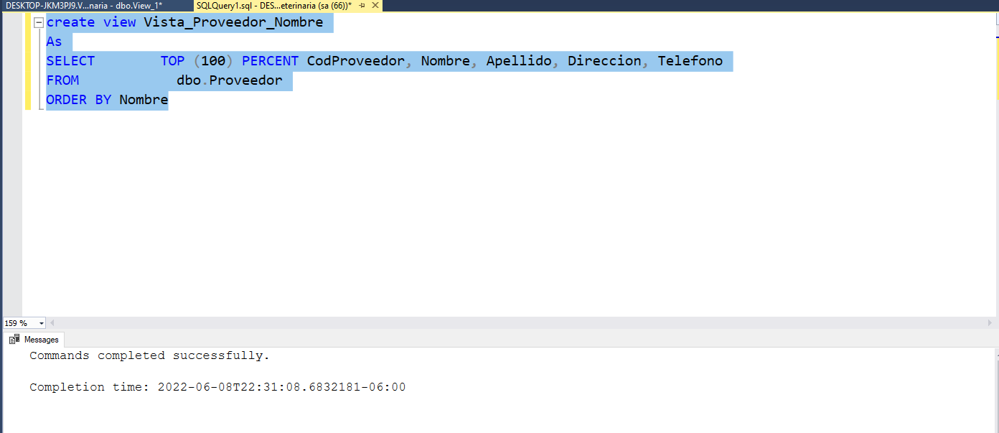 DESKTOP-JKM3PJ9.V...naria - dbo.View_1*
SQLQuery1.sql - DES...eterinaria (sa (66))*
create view Vista_Proveedor_Nombre
As
SELECT TOP (100) PERCENT CodProveedor, Nombre, Apellido, Direccion, Telefono
FROM dbo.Proveedor
ORDER BY Nombre
159 %
Messages
Commands completed successfully.
Completion time: 2022-06-08T22:31:08.6832181-06:00